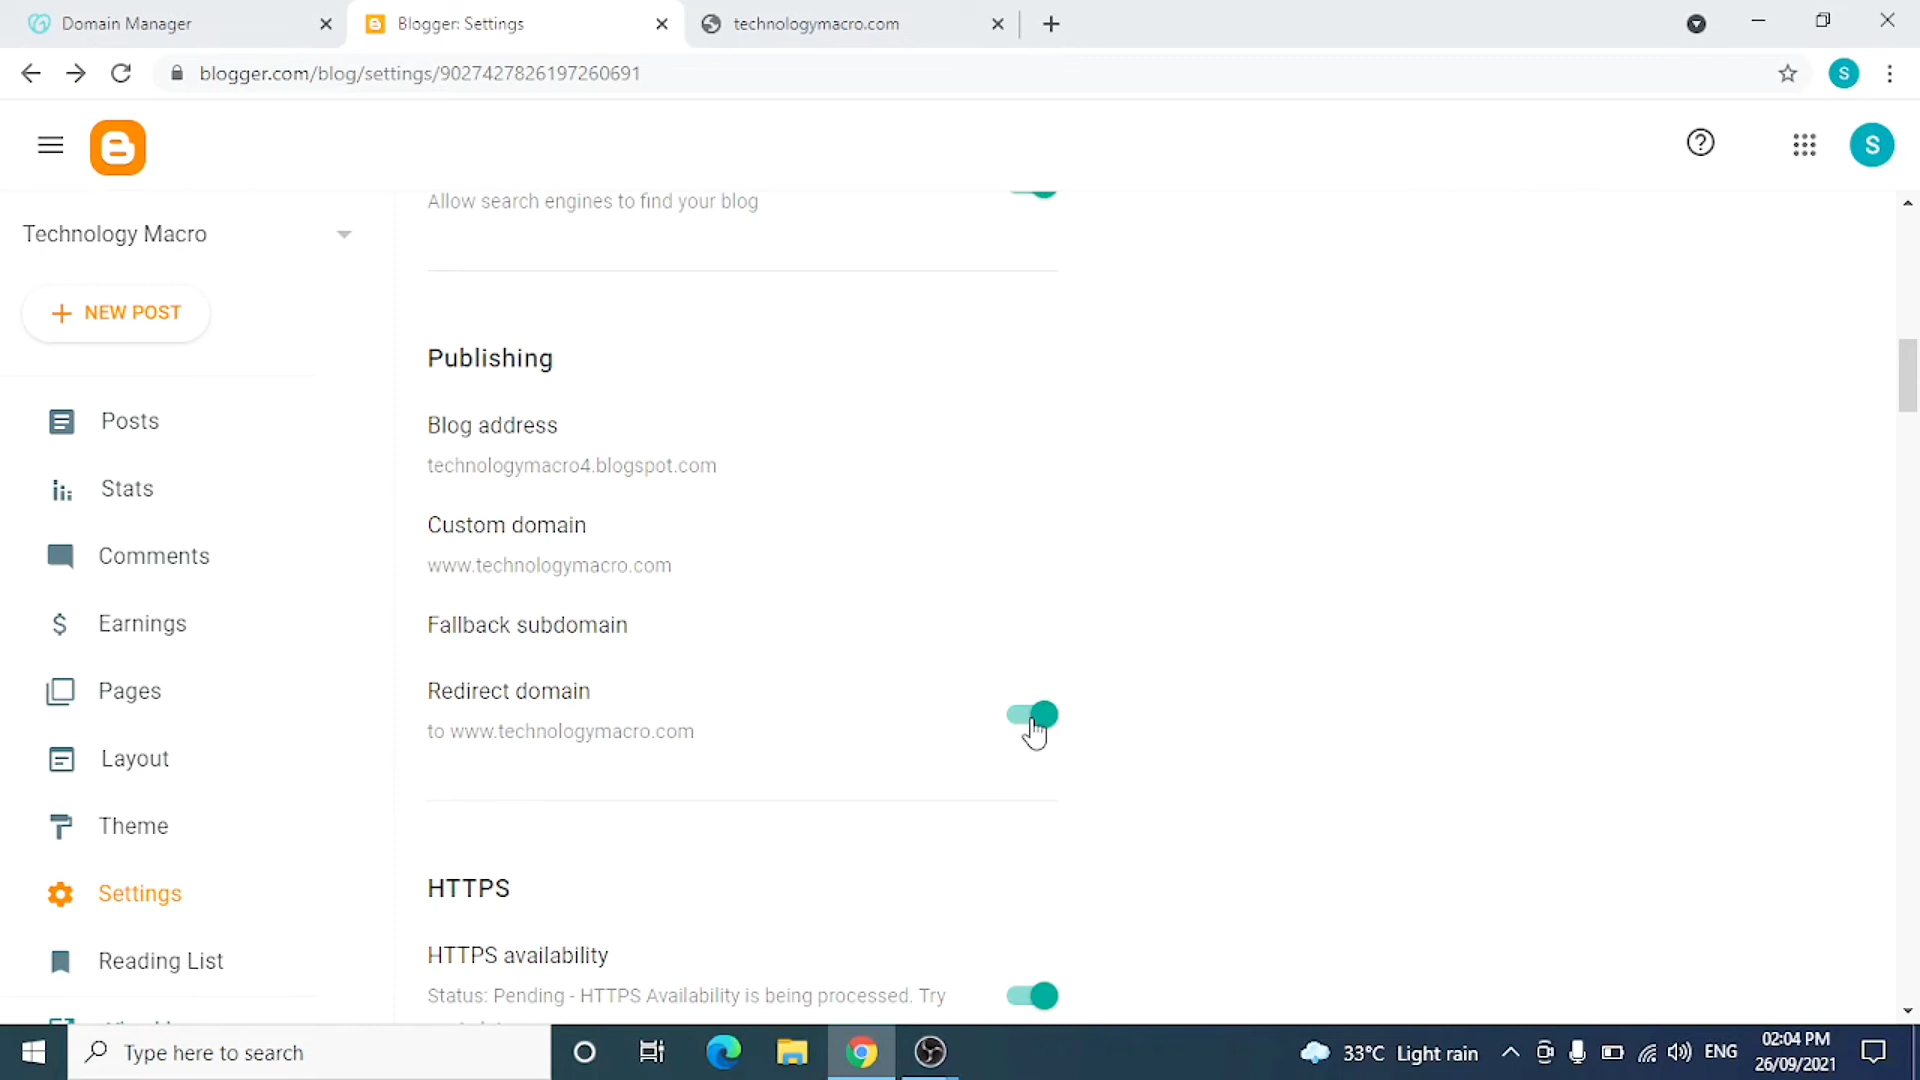 Domain Manager
Blogger: Settings
technologymacro.com
blogger.com/blog/settings/9027427826197260691
S
S
Technology Macro
NEW POST
Posts
Stats
Comments
Earnings
Pages
Layout
Theme
Settings
Reading List
Allow search engines to find your blog
Publishing
Blog address
technologymacro4.blogspot.com
Custom domain
www.technologymacro.com
Fallback subdomain
Redirect domain
to www.technologymacro.com
HTTPS
HTTPS availability
Status: Pending - HTTPS Availability is being processed. Try
Type here to search
33°C Light rain
ENG
02:04 PM
26/09/2021